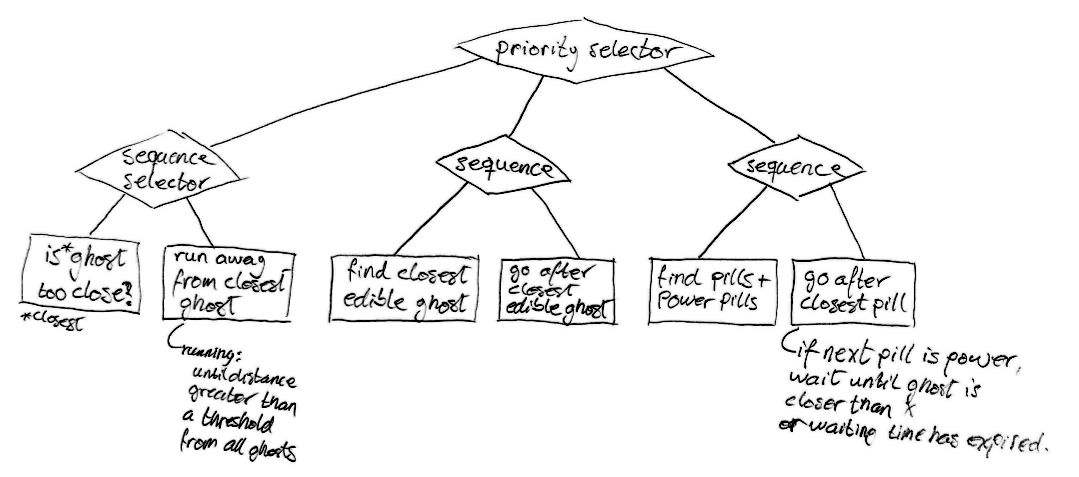 priority selector
sequence
selector
sequence
sequence
is*ghost
too close?
*closest
run away
from closest
ghost
find closest
edible ghost
go after
closest
edible ghost
find pills+
power pills
go after
closest pill
running:
until distance
greater than
a threshold
from all ghosts
if next pill is power,
wait until ghost is
closer than x
or waiting time has expired.